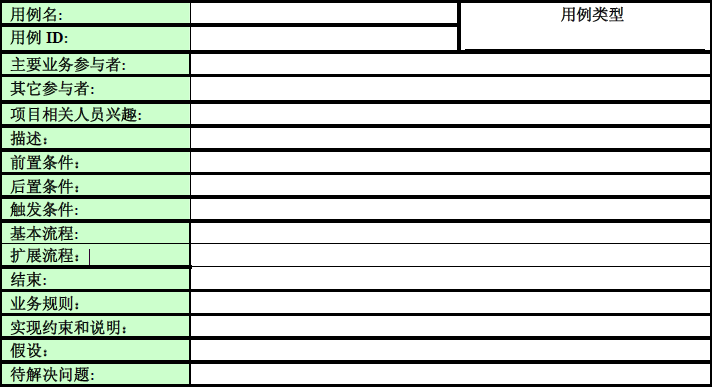 用例名:
用例类型
用例 ID:
主要业务参与者:
其它参与者:
项目相关人员兴趣:
描述：
前置条件：
后置条件：
触发条件:
基本流程:
扩展流程：
结束:
业务规则：
实现约束和说明：
假设：
待解决问题: